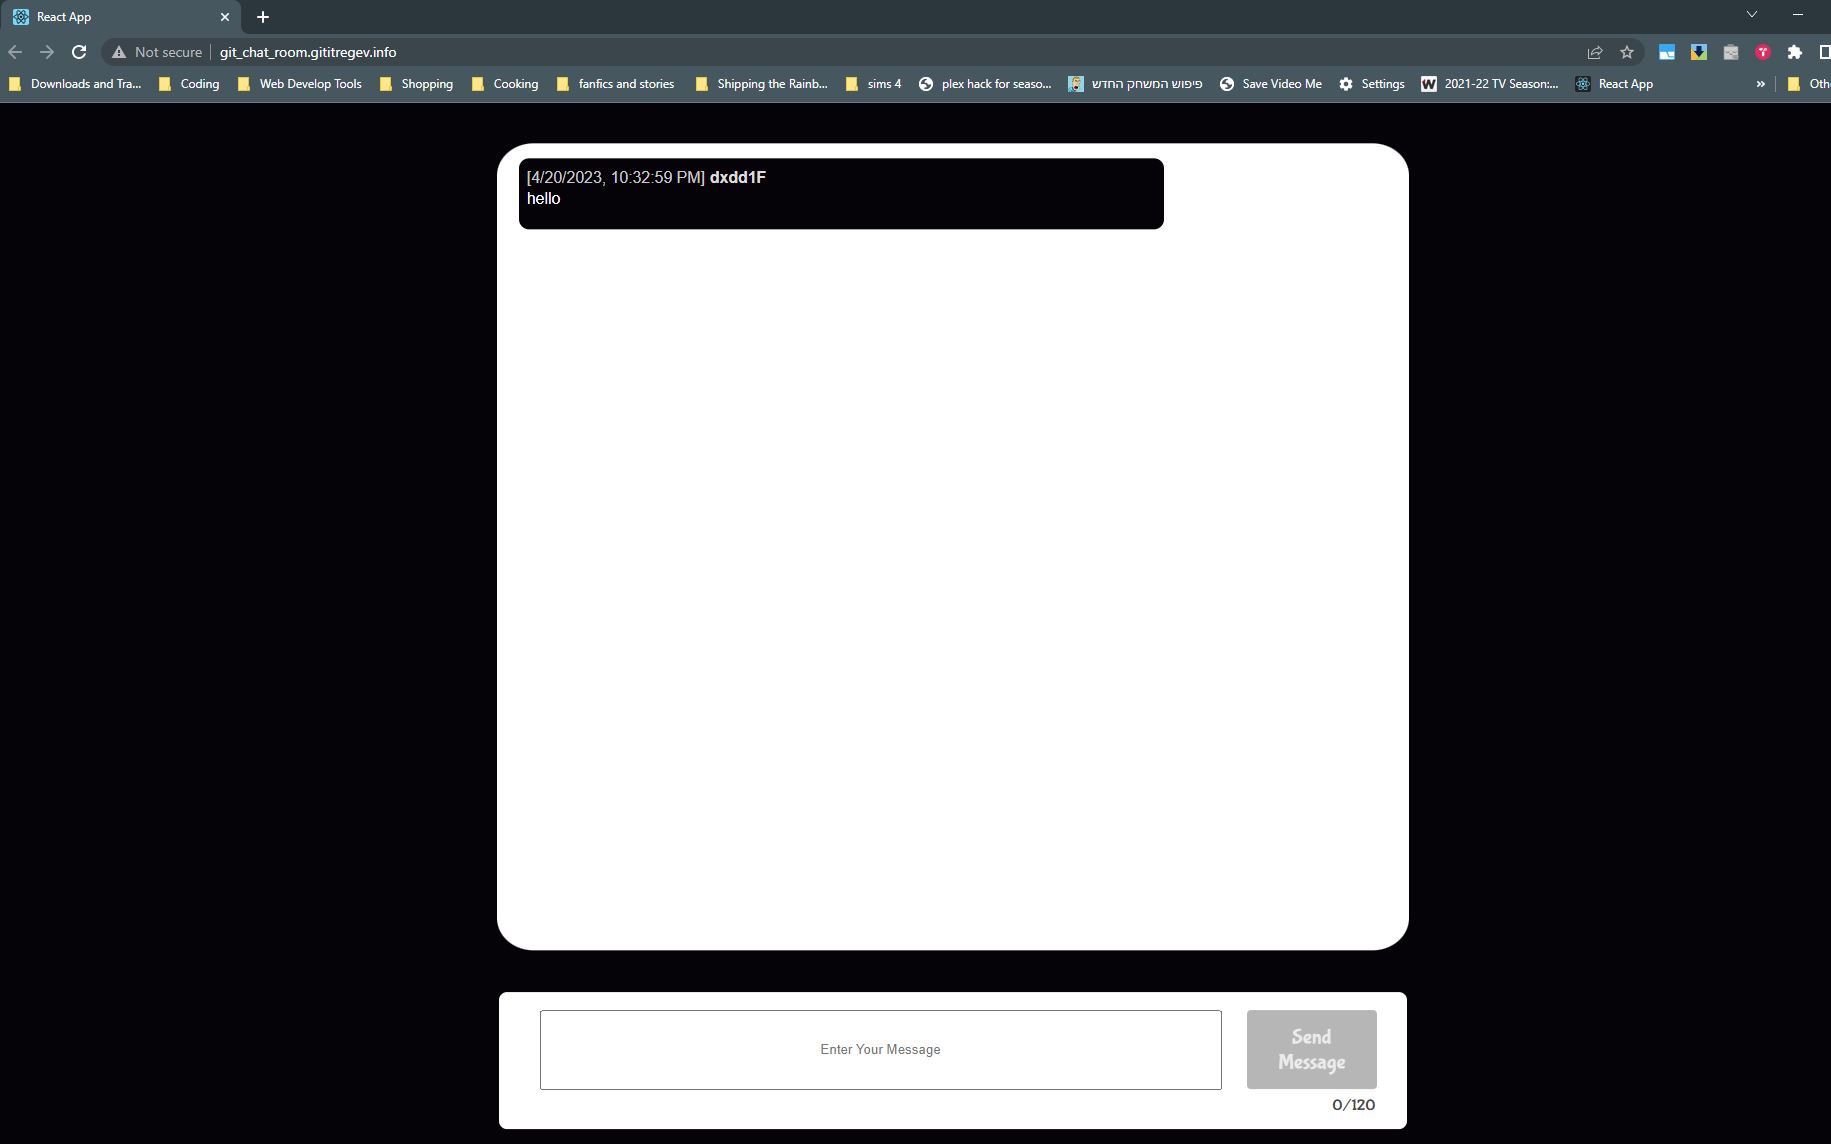 React App
Not secure
git_chat_room.gititregev.info
Downloads and Tra...
Coding
Web Develop Tools
Shopping
Cooking
fanfics and stories
Shipping the Rainb...
sims 4
plex hack for seaso...
פיפוש המשחק החדש
Save Video Me
Settings
2021-22 TV Season:...
React App
»
[4/20/2023, 10:32:59 PM] dxdd1F
hello
Enter Your Message
Send
Message
0/120